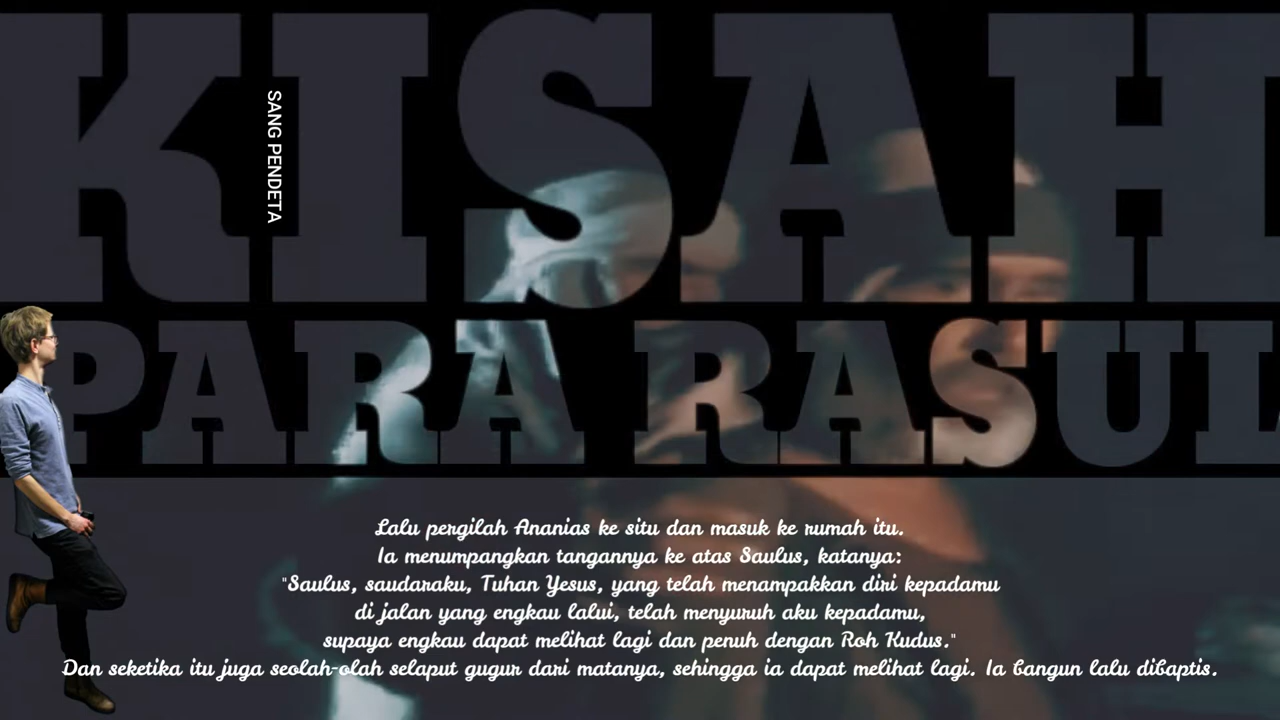 KISAH
SANG PENDETA
PARA RASUL
Lalu pergilah Ananias ke situ dan masuk ke rumah itu.
Ia menumpangkan tangannya ke atas Saulus, katanya:
"Saulus, saudaraku, Tuhan Yesus, yang telah menampakkan diri kepadamu
di jalan yang engkau lalui, telah menyuruh aku kepadamu,
supaya engkau dapat melihat lagi dan penuh dengan Roh Kudus."
Dan seketika itu juga seolah-olah selaput gugur dari matanya, sehingga ia dapat melihat lagi. Ia bangun lalu dibaptis.